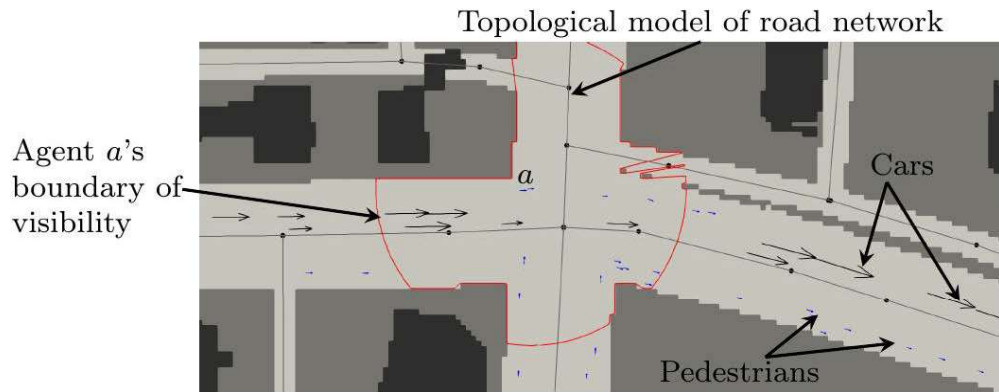 Topological model of road network
Agent a's
boundary of
visibility
a
Cars
Pedestrians